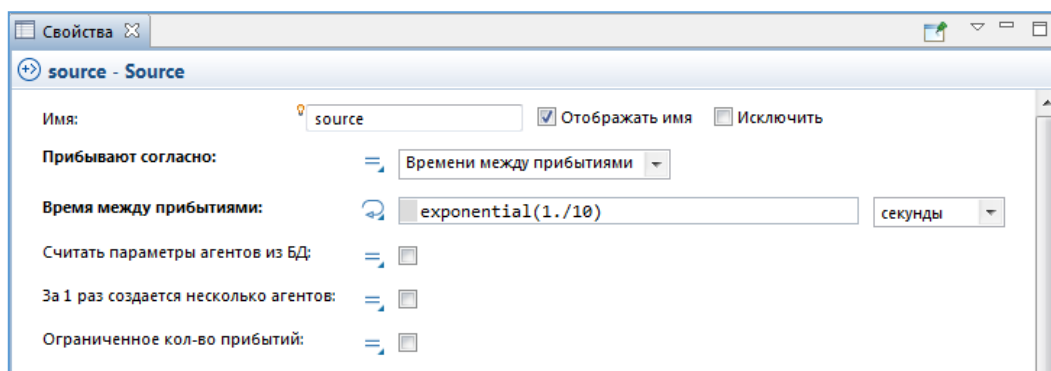 Свойства
source - Source
Имя: source Отображать имя Исключить
Прибывают согласно: Времени между прибытиями
Время между прибытиями: exponential(1./10) секунды
Считать параметры агентов из БД:
За 1 раз создается несколько агентов:
Ограниченное кол-во прибытий: